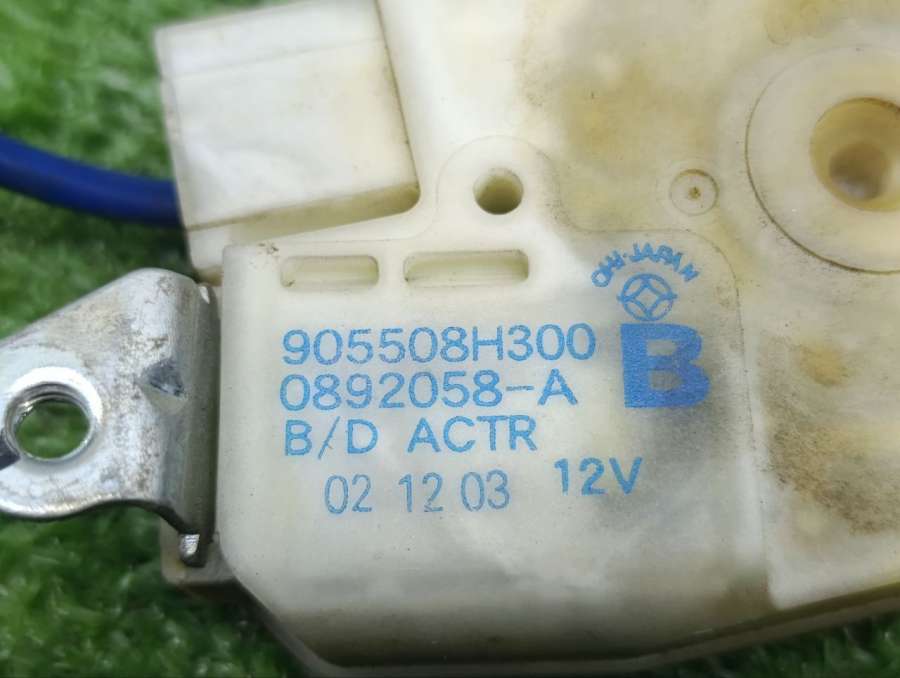 OHI·JAPAN
905508H300
B
0892058-A
B/D ACTR
02 12 03
12V